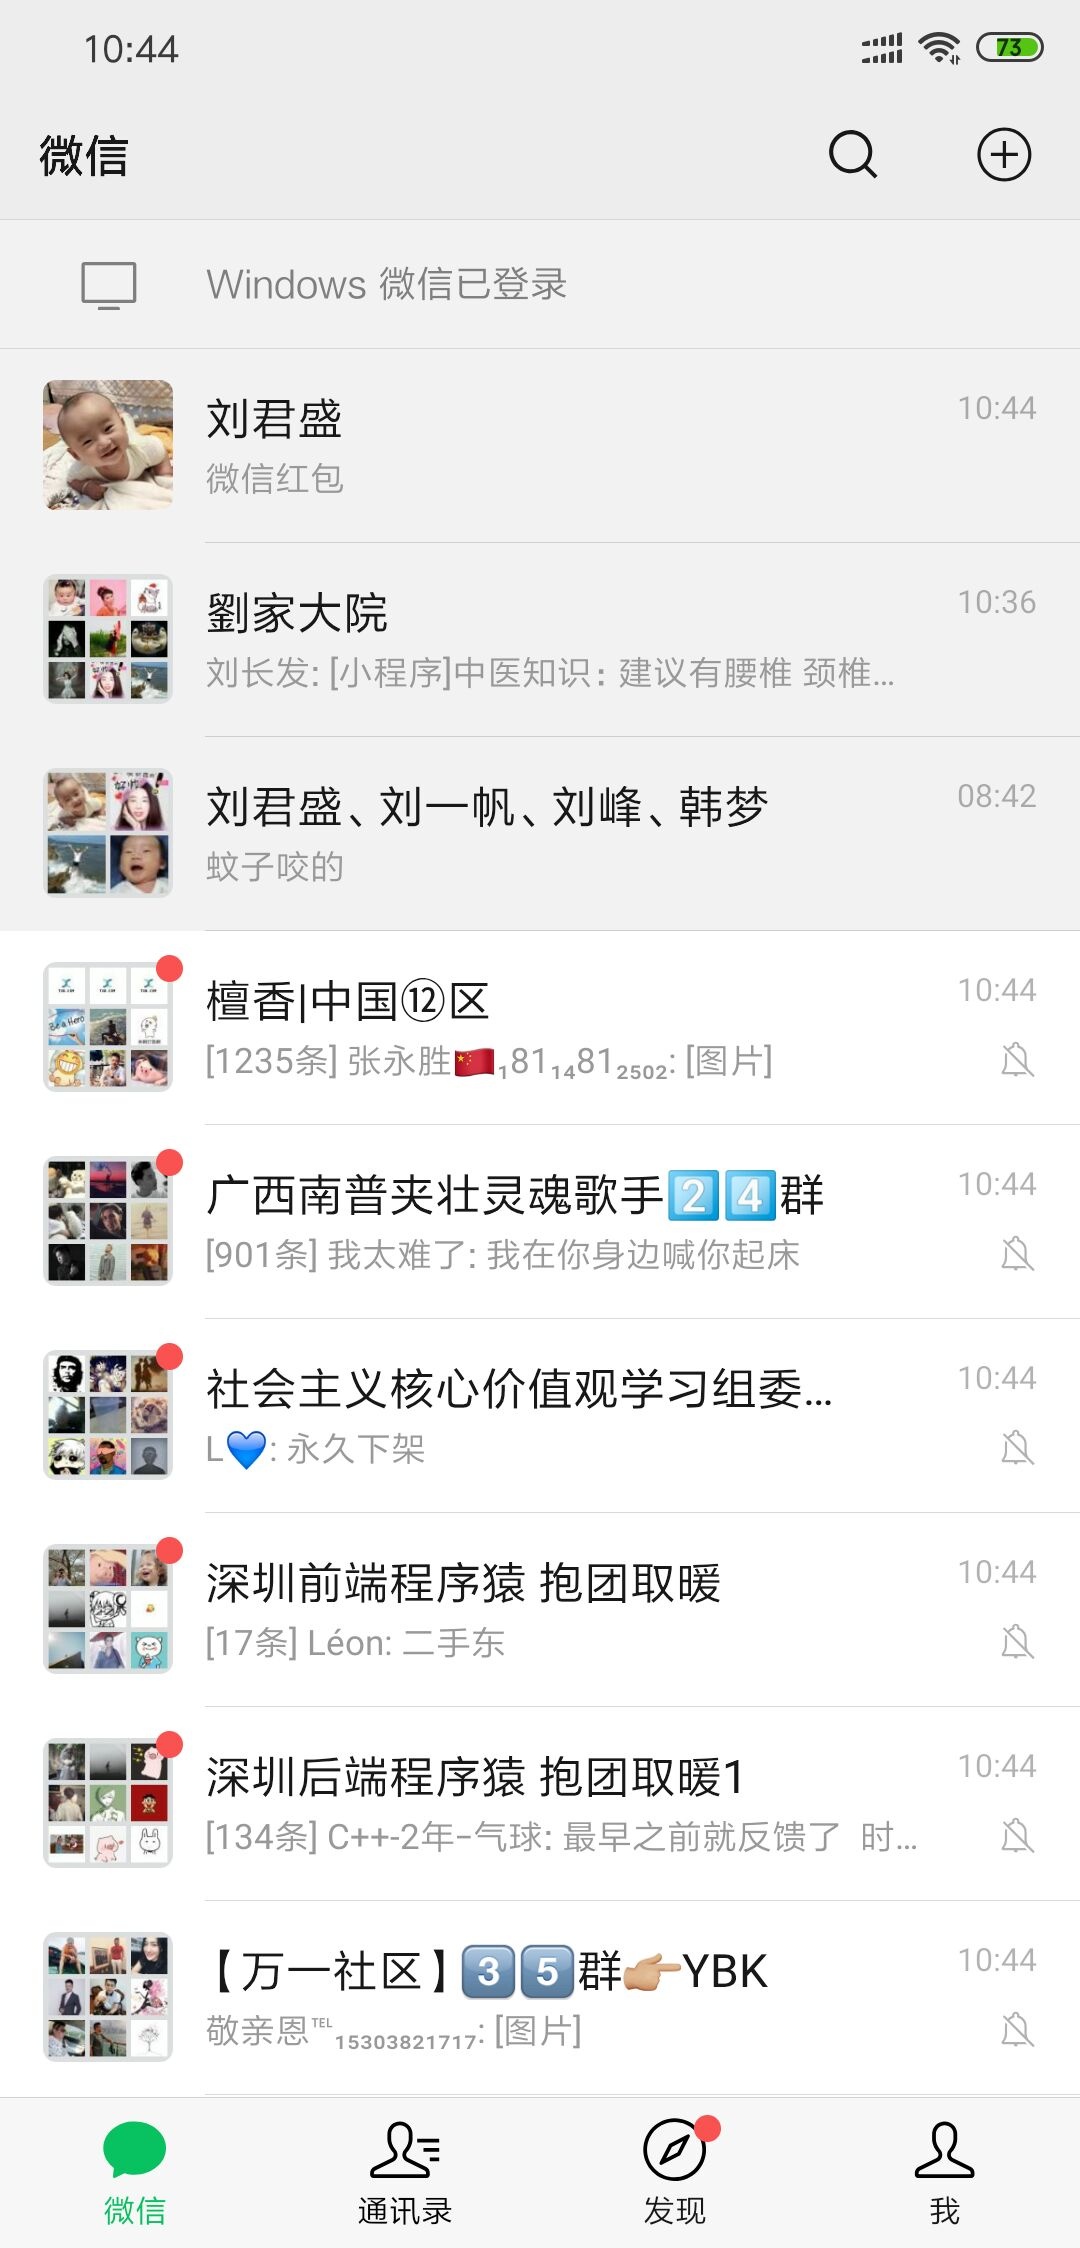 10:44
73
微信
Windows 微信已登录
刘君盛
10:44
微信红包
劉家大院
10:36
刘长发: [小程序]中医知识：建议有腰椎 颈椎...
刘君盛、刘一帆、刘峰、韩梦
08:42
蚊子咬的
檀香|中国⑫区
10:44
[1235条] 张永胜🇨🇳₁81₁₄81₂₅₀₂: [图片]
广西南普夹壮灵魂歌手2️⃣4️⃣群
10:44
[901条] 我太难了: 我在你身边喊你起床
社会主义核心价值观学习组委...
10:44
L💙: 永久下架
深圳前端程序猿 抱团取暖
10:44
[17条] Léon: 二手东
深圳后端程序猿 抱团取暖1
10:44
[134条] C++-2年-气球: 最早之前就反馈了 时...
【万一社区】3️⃣5️⃣群👉🏼YBK
10:44
敬亲恩℡₁₅₃₀₃₈₂₁₇₁₇: [图片]
微信
通讯录
发现
我